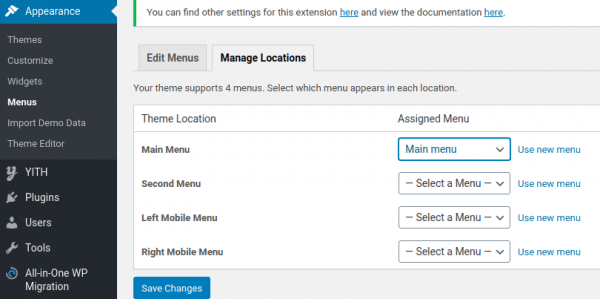 Appearance
Themes
Customize
Widgets
Menus
Import Demo Data
Theme Editor
YITH
Plugins
Users
Tools
All-in-One WP
Migration
You can find other settings for this extension here and view the documentation here.
Edit Menus
Manage Locations
Your theme supports 4 menus. Select which menu appears in each location.
Theme Location Assigned Menu
Main Menu Main menu Use new menu
Second Menu — Select a Menu — Use new menu
Left Mobile Menu — Select a Menu — Use new menu
Right Mobile Menu — Select a Menu — Use new menu
Save Changes